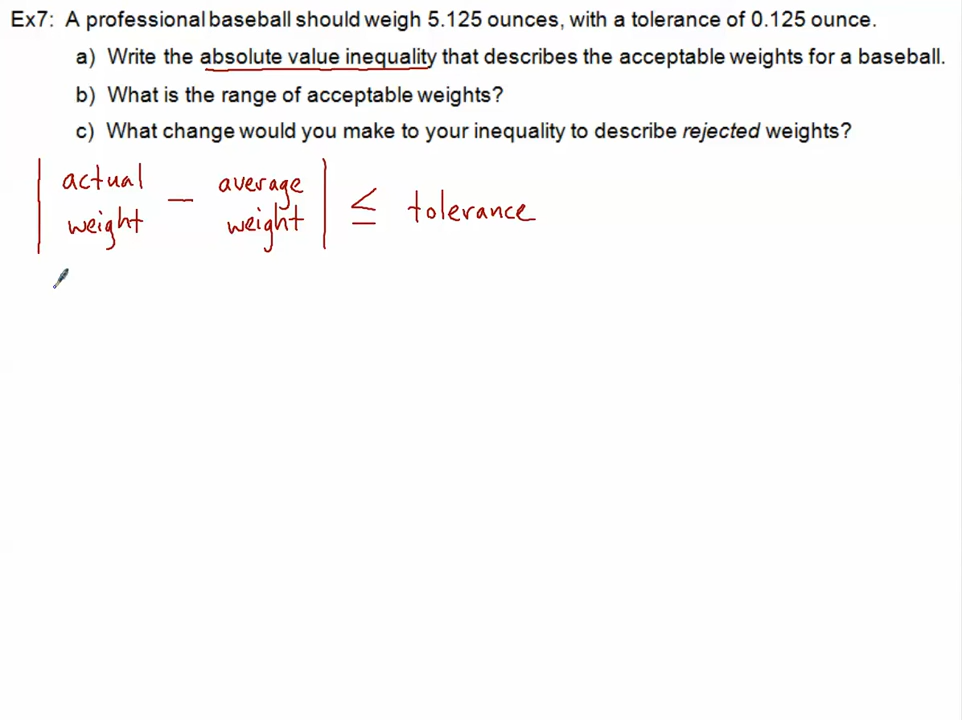 Ex7: A professional baseball should weigh 5.125 ounces, with a tolerance of 0.125 ounce.
a) Write the absolute value inequality that describes the acceptable weights for a baseball.
b) What is the range of acceptable weights?
c) What change would you make to your inequality to describe rejected weights?
| actual weight − average weight | ≤ tolerance